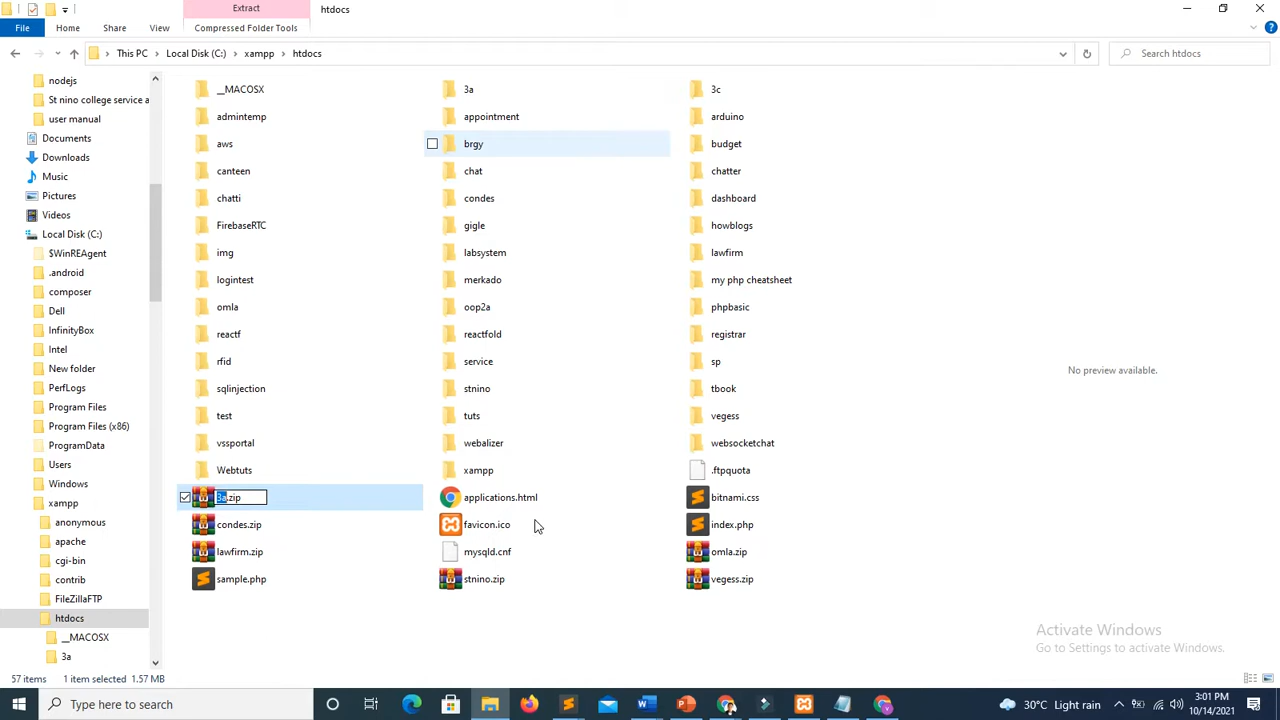 Extract
htdocs
File
Home
Share
View
Compressed Folder Tools
This PC
Local Disk (C:)
xampp
htdocs
Search htdocs
nodejs
St nino college service a
user manual
Documents
Downloads
Music
Pictures
Videos
Local Disk (C:)
$WinREAgent
.android
composer
Dell
InfinityBox
Intel
New folder
PerfLogs
Program Files
Program Files (x86)
ProgramData
Users
Windows
xampp
anonymous
apache
cgi-bin
contrib
FileZillaFTP
htdocs
__MACOSX
3a
__MACOSX
3a
3c
admintemp
appointment
arduino
aws
brgy
budget
canteen
chat
chatter
chatti
condes
dashboard
FirebaseRTC
gigle
howblogs
img
labsystem
lawfirm
logintest
merkado
my php cheatsheet
omla
oop2a
phpbasic
reactf
reactfold
registrar
rfid
service
sp
sqlinjection
stnino
tbook
test
tuts
vegess
vssportal
webalizer
websocketchat
Webtuts
xampp
.ftpquota
3a.zip
applications.html
bitnami.css
condes.zip
favicon.ico
index.php
lawfirm.zip
mysqld.cnf
omla.zip
sample.php
stnino.zip
vegess.zip
No preview available.
Activate Windows
Go to Settings to activate Windows.
57 items
1 item selected 1.57 MB
Type here to search
30°C Light rain
3:01 PM
10/14/2021